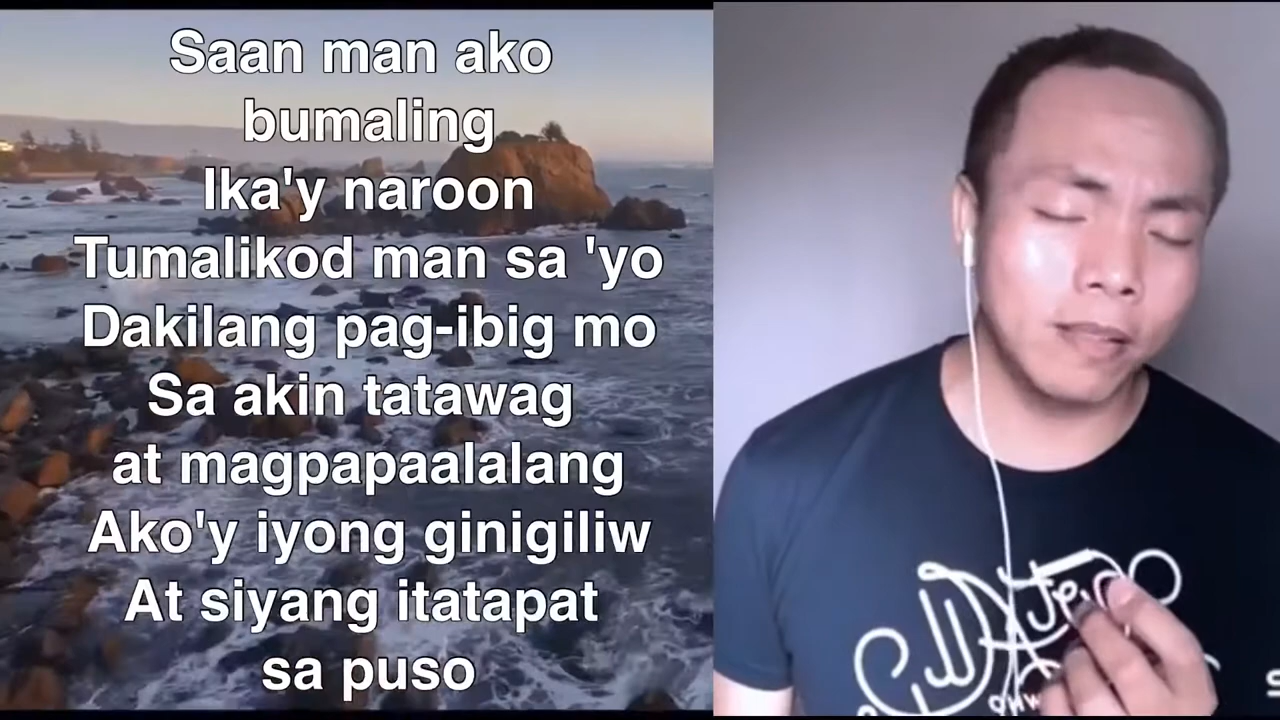 Saan man ako
bumaling
Ika'y naroon
Tumalikod man sa 'yo
Dakilang pag-ibig mo
Sa akin tatawag
at magpapaalalang
Ako'y iyong ginigiliw
At siyang itatapat
sa puso